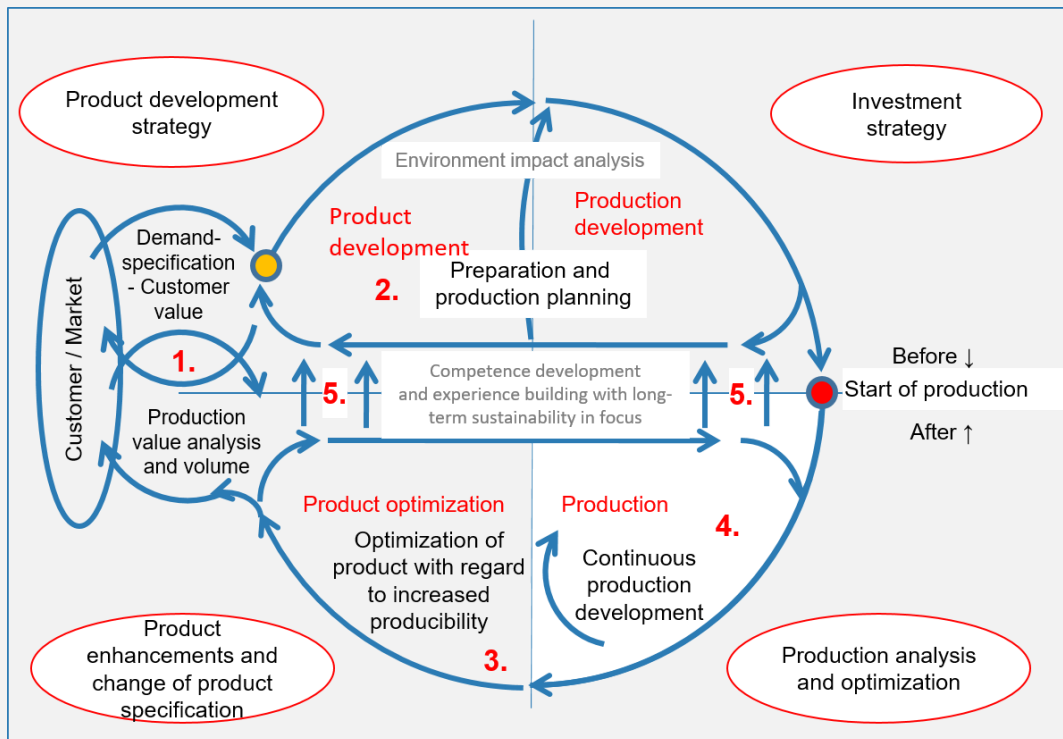 Product development
strategy
Investment
strategy
Environment impact analysis
Product
development
Production
development
Demand-
specification
- Customer
value
2.
Preparation and
production planning
Customer / Market
1.
5.
Competence development
and experience building with long-
term sustainability in focus
5.
Before ↓
Start of production
After ↑
Production
value analysis
and volume
Product optimization
Production
4.
Optimization of
product with regard
to increased
producibility
Continuous
production
development
3.
Product
enhancements and
change of product
specification
Production analysis
and optimization